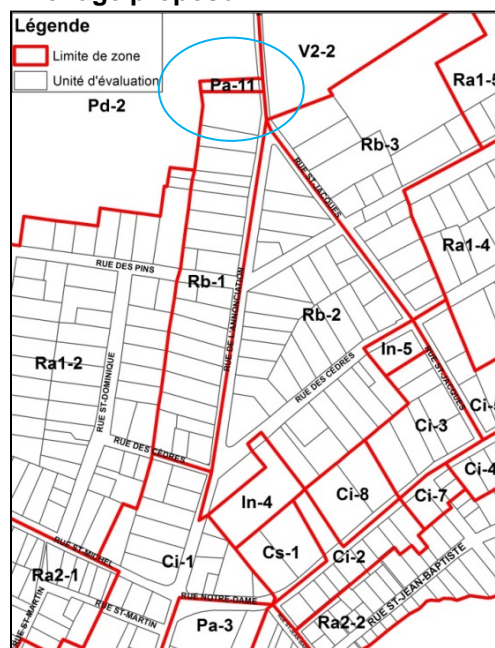 Légende
Limite de zone
Unité d'évaluation
V2-2
Pd-2
Pa-11
Ra1-5
Rb-3
RUE ST-JACQUES
Ra1-4
RUE DES PINS
Rb-1
RUE DE L'ANNONCIATION
Rb-2
In-5
RUE ST-JACQUES
Ra1-2
RUE ST-DOMINIQUE
RUE DES CÈDRES
Ci-3
RUE DES CÈDRES
Ci-4
Ci-8
Ci-7
In-4
Cs-1
Ci-2
Ci-1
RUE ST-MICHEL
Ra2-1
RUE ST-MARTIN
RUE ST-MARTIN
RUE NOTRE-DAME
Pa-3
Ra2-2
RUE ST-JEAN-BAPTISTE